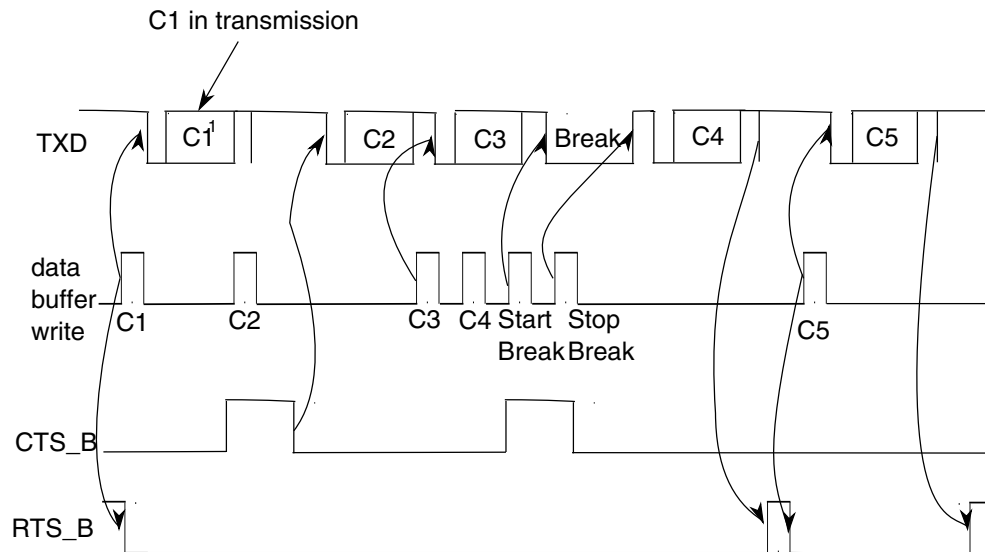 C1 in transmission
TXD
C1 1
C2
C3
Break
C4
C5
data
buffer
write
C1
C2
C3
C4
Start
Break
Stop
Break
C5
CTS_B
RTS_B